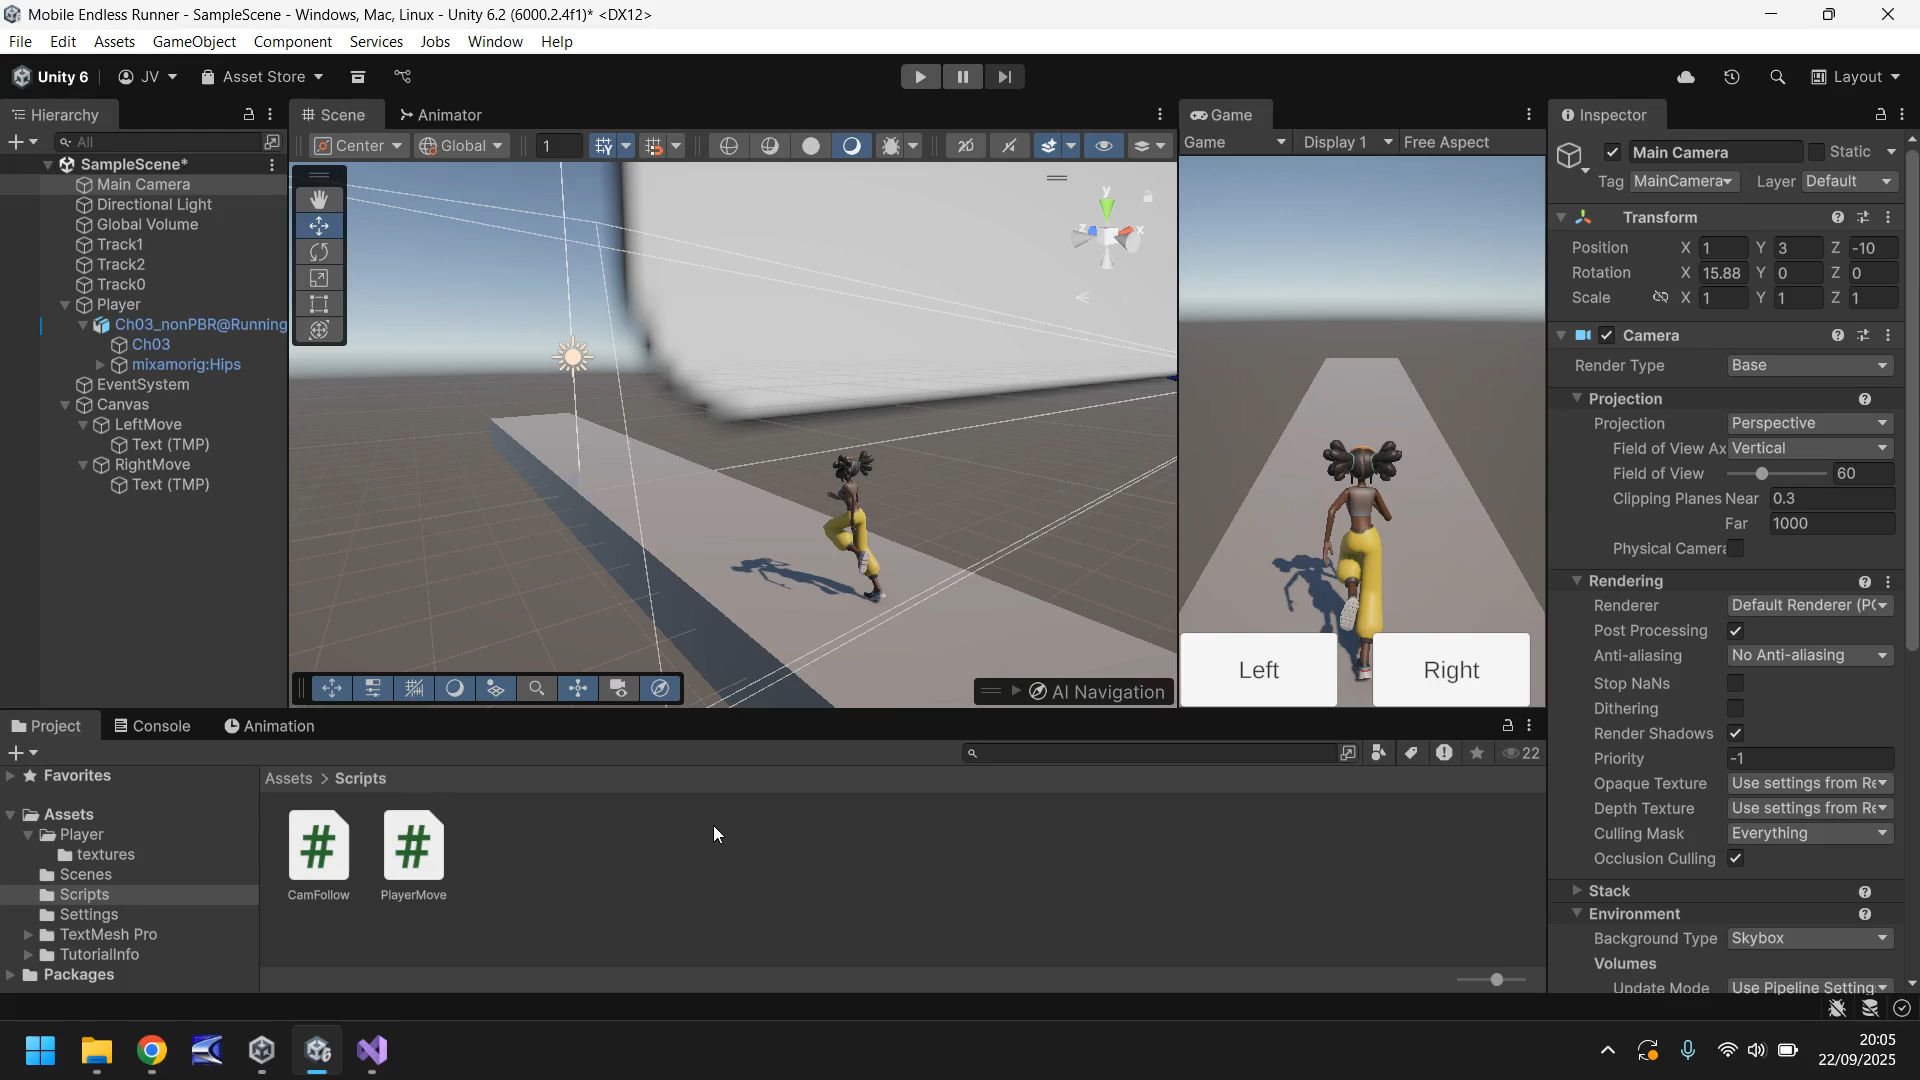 Mobile Endless Runner - SampleScene - Windows, Mac, Linux - Unity 6.2 (6000.2.4f1)* <DX12>
File Edit Assets GameObject Component Services Jobs Window Help
Unity 6 JV Asset Store Layout
Hierarchy
All
SampleScene*
Main Camera
Directional Light
Global Volume
Track1
Track2
Track0
Player
Ch03_nonPBR@Running
Ch03
mixamorig:Hips
EventSystem
Canvas
LeftMove
Text (TMP)
RightMove
Text (TMP)
Scene Animator
Center Global 1 2D
y
z x
AI Navigation
Game
Game Display 1 Free Aspect
Left Right
Inspector
Main Camera Static
Tag MainCamera Layer Default
Transform
Position X 1 Y 3 Z -10
Rotation X 15.88 Y 0 Z 0
Scale X 1 Y 1 Z 1
Camera
Render Type Base
Projection
Projection Perspective
Field of View Ax Vertical
Field of View 60
Clipping Planes Near 0.3
Far 1000
Physical Camera
Rendering
Renderer Default Renderer (PC
Post Processing
Anti-aliasing No Anti-aliasing
Stop NaNs
Dithering
Render Shadows
Priority -1
Opaque Texture Use settings from Re
Depth Texture Use settings from Re
Culling Mask Everything
Occlusion Culling
Stack
Environment
Background Type Skybox
Volumes
Update Mode Use Pipeline Setting
Project Console Animation
22
Favorites
Assets
Player
textures
Scenes
Scripts
Settings
TextMesh Pro
TutorialInfo
Packages
Assets > Scripts
# #
CamFollow PlayerMove
20:05
22/09/2025